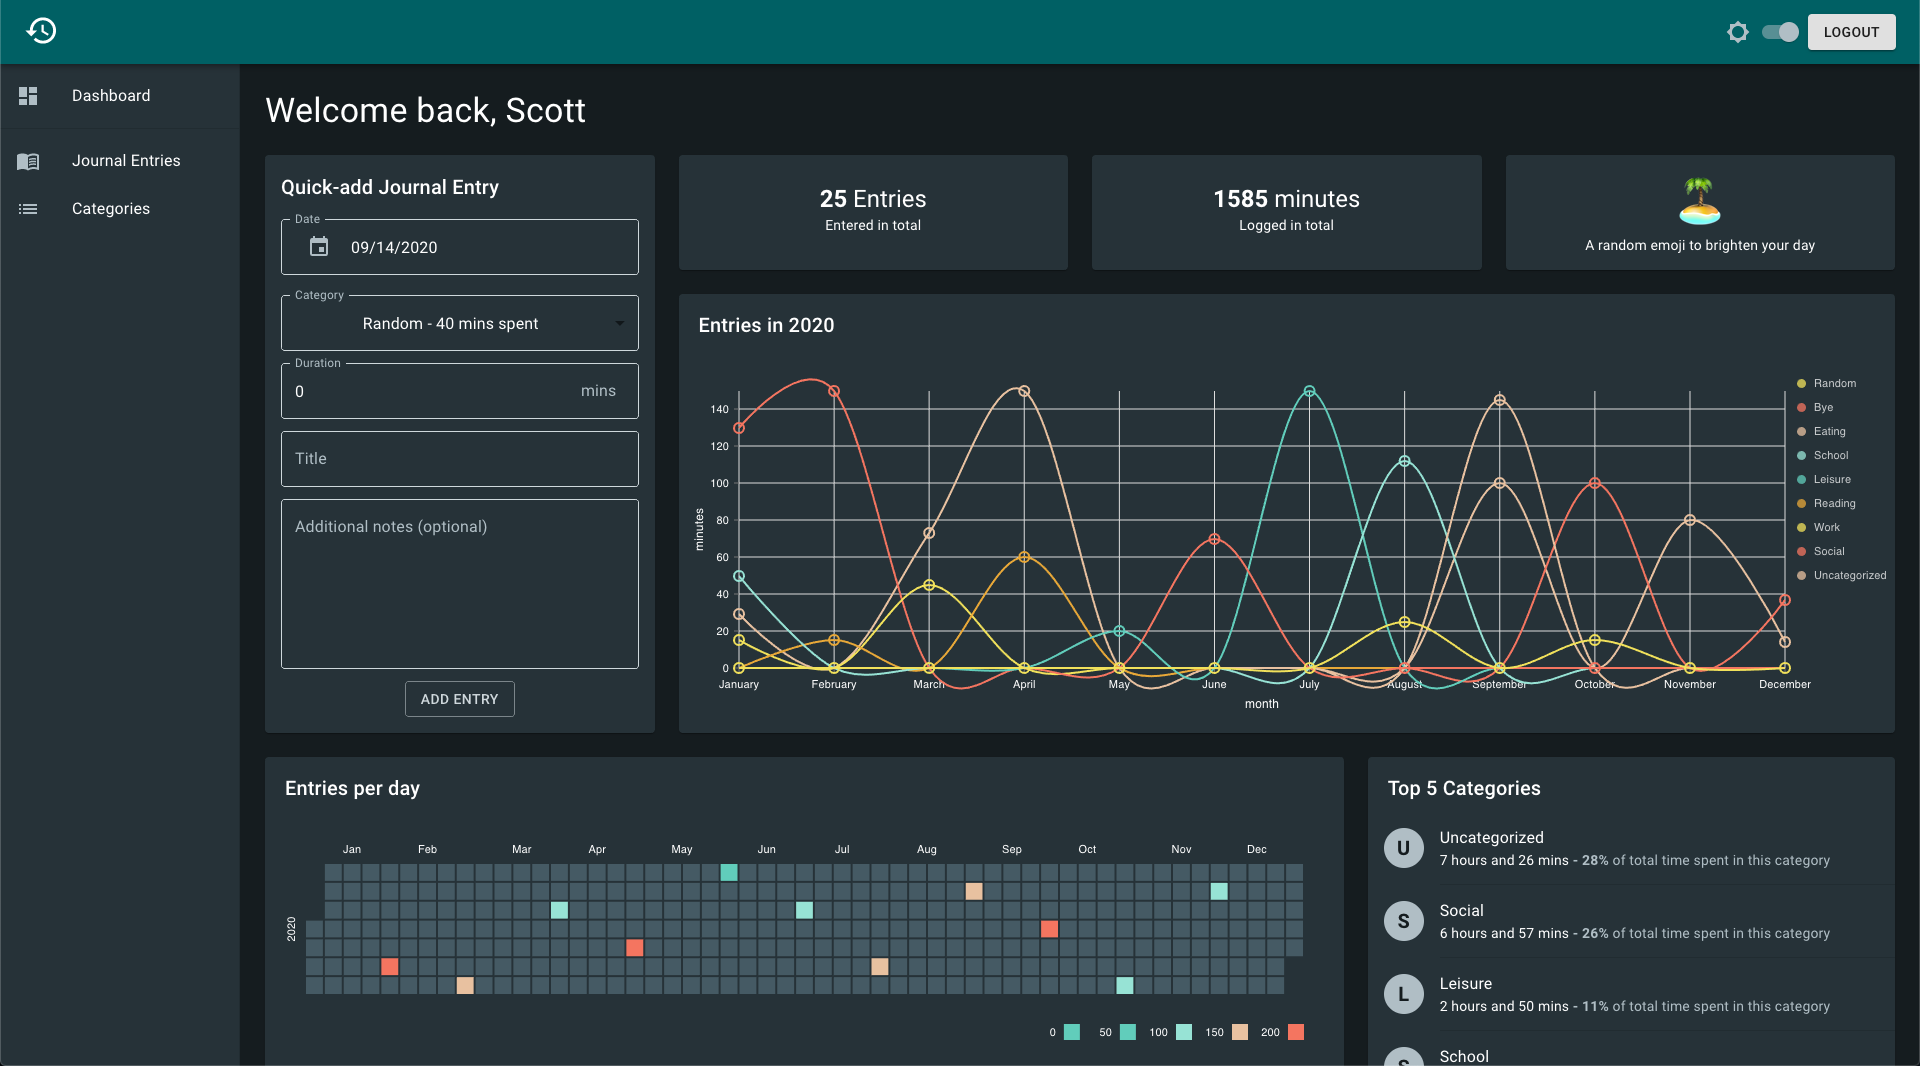 LOGOUT
Dashboard
Journal Entries
Categories
Welcome back, Scott
Quick-add Journal Entry
Date
09/14/2020
Category
Random - 40 mins spent
Duration
0 mins
Title
Additional notes (optional)
ADD ENTRY
25 Entries
Entered in total
1585 minutes
Logged in total
A random emoji to brighten your day
Entries in 2020
minutes
140
120
100
80
60
40
20
0
January February March April May June July August September October November December
month
Random
Bye
Eating
School
Leisure
Reading
Work
Social
Uncategorized
Entries per day
Jan Feb Mar Apr May Jun Jul Aug Sep Oct Nov Dec
2020
0 50 100 150 200
Top 5 Categories
U
Uncategorized
7 hours and 26 mins - 28% of total time spent in this category
S
Social
6 hours and 57 mins - 26% of total time spent in this category
L
Leisure
2 hours and 50 mins - 11% of total time spent in this category
S
School